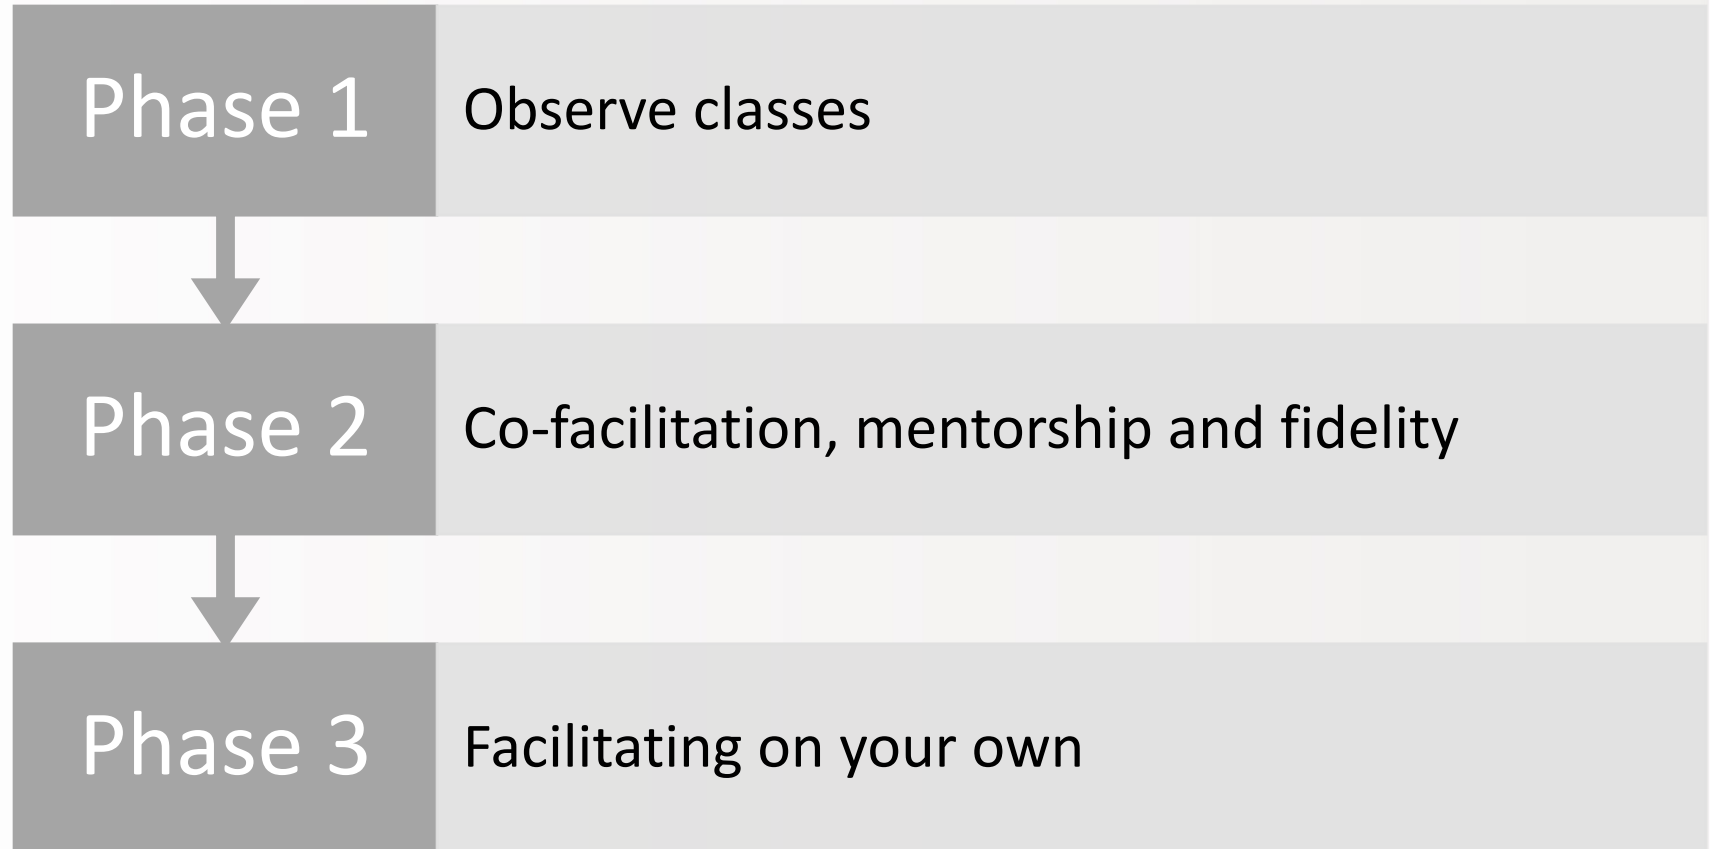 Phase 1
Observe classes
Phase 2
Co-facilitation, mentorship and fidelity
Phase 3
Facilitating on your own